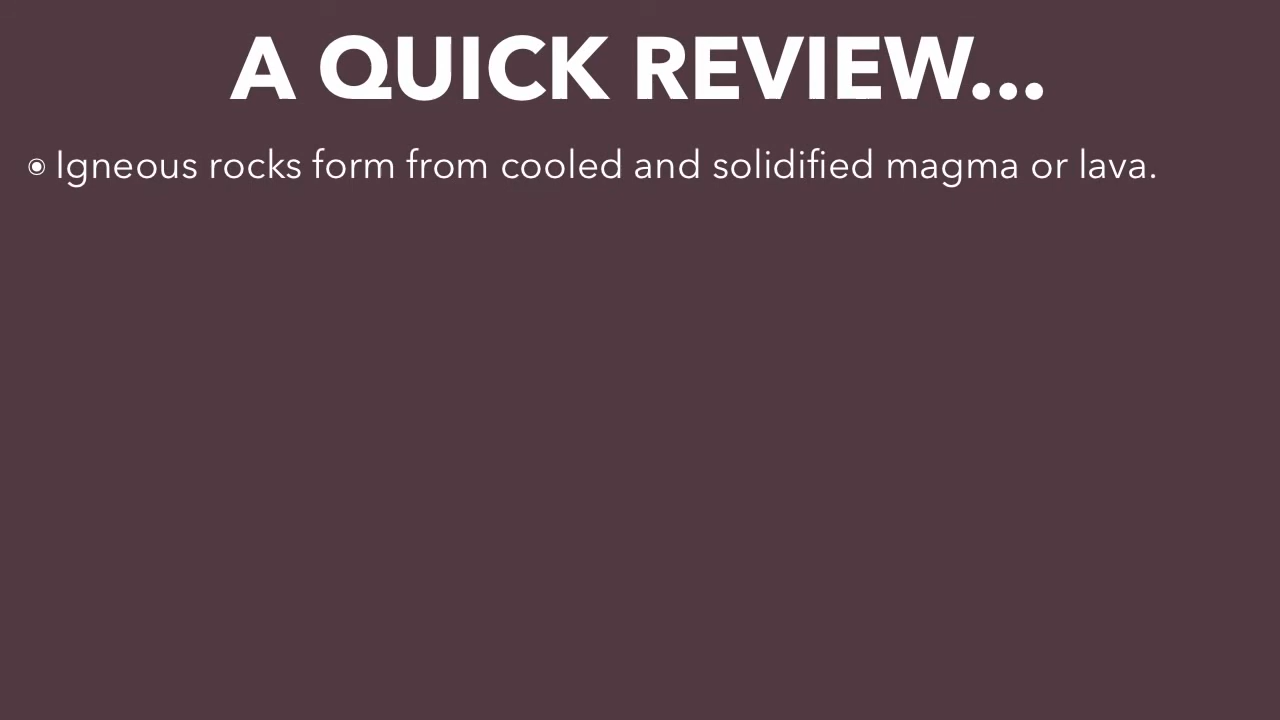 A QUICK REVIEW...
◉ Igneous rocks form from cooled and solidified magma or lava.